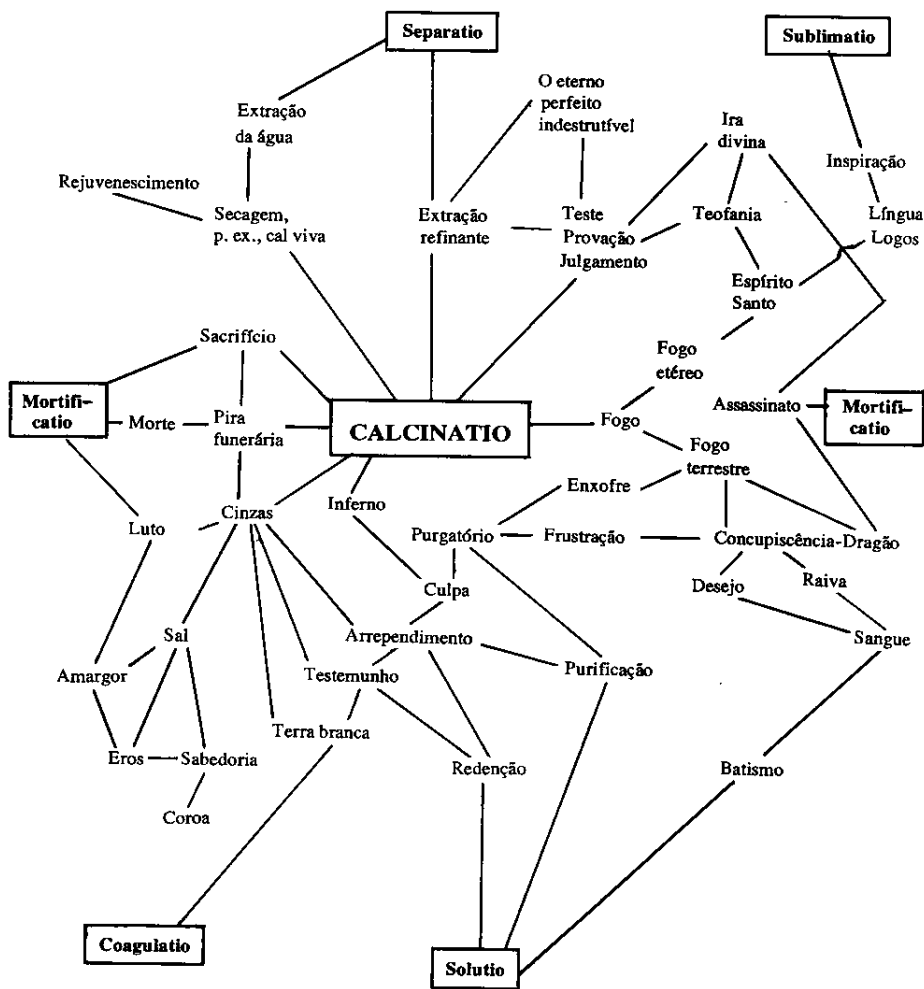 Separatio
Sublimatio
O eterno
perfeito
indestrutível
Extração
da água
Ira
divina
Inspiração
Rejuvenescimento
Secagem,
p. ex., cal viva
Extração
refinante
Teste
Provação
Julgamento
Teofania
Língua
Logos
Espírito
Santo
Sacrifício
Fogo
etéreo
Mortifi-
catio
Morte
Pira
funerária
CALCINATIO
Fogo
Assassinato
Mortifi-
catio
Fogo
terrestre
Enxofre
Inferno
Cinzas
Luto
Purgatório
Frustração
Concupiscência-Dragão
Culpa
Desejo
Raiva
Sal
Arrependimento
Sangue
Amargor
Testemunho
Purificação
Terra branca
Eros
Sabedoria
Redenção
Batismo
Coroa
Coagulatio
Solutio